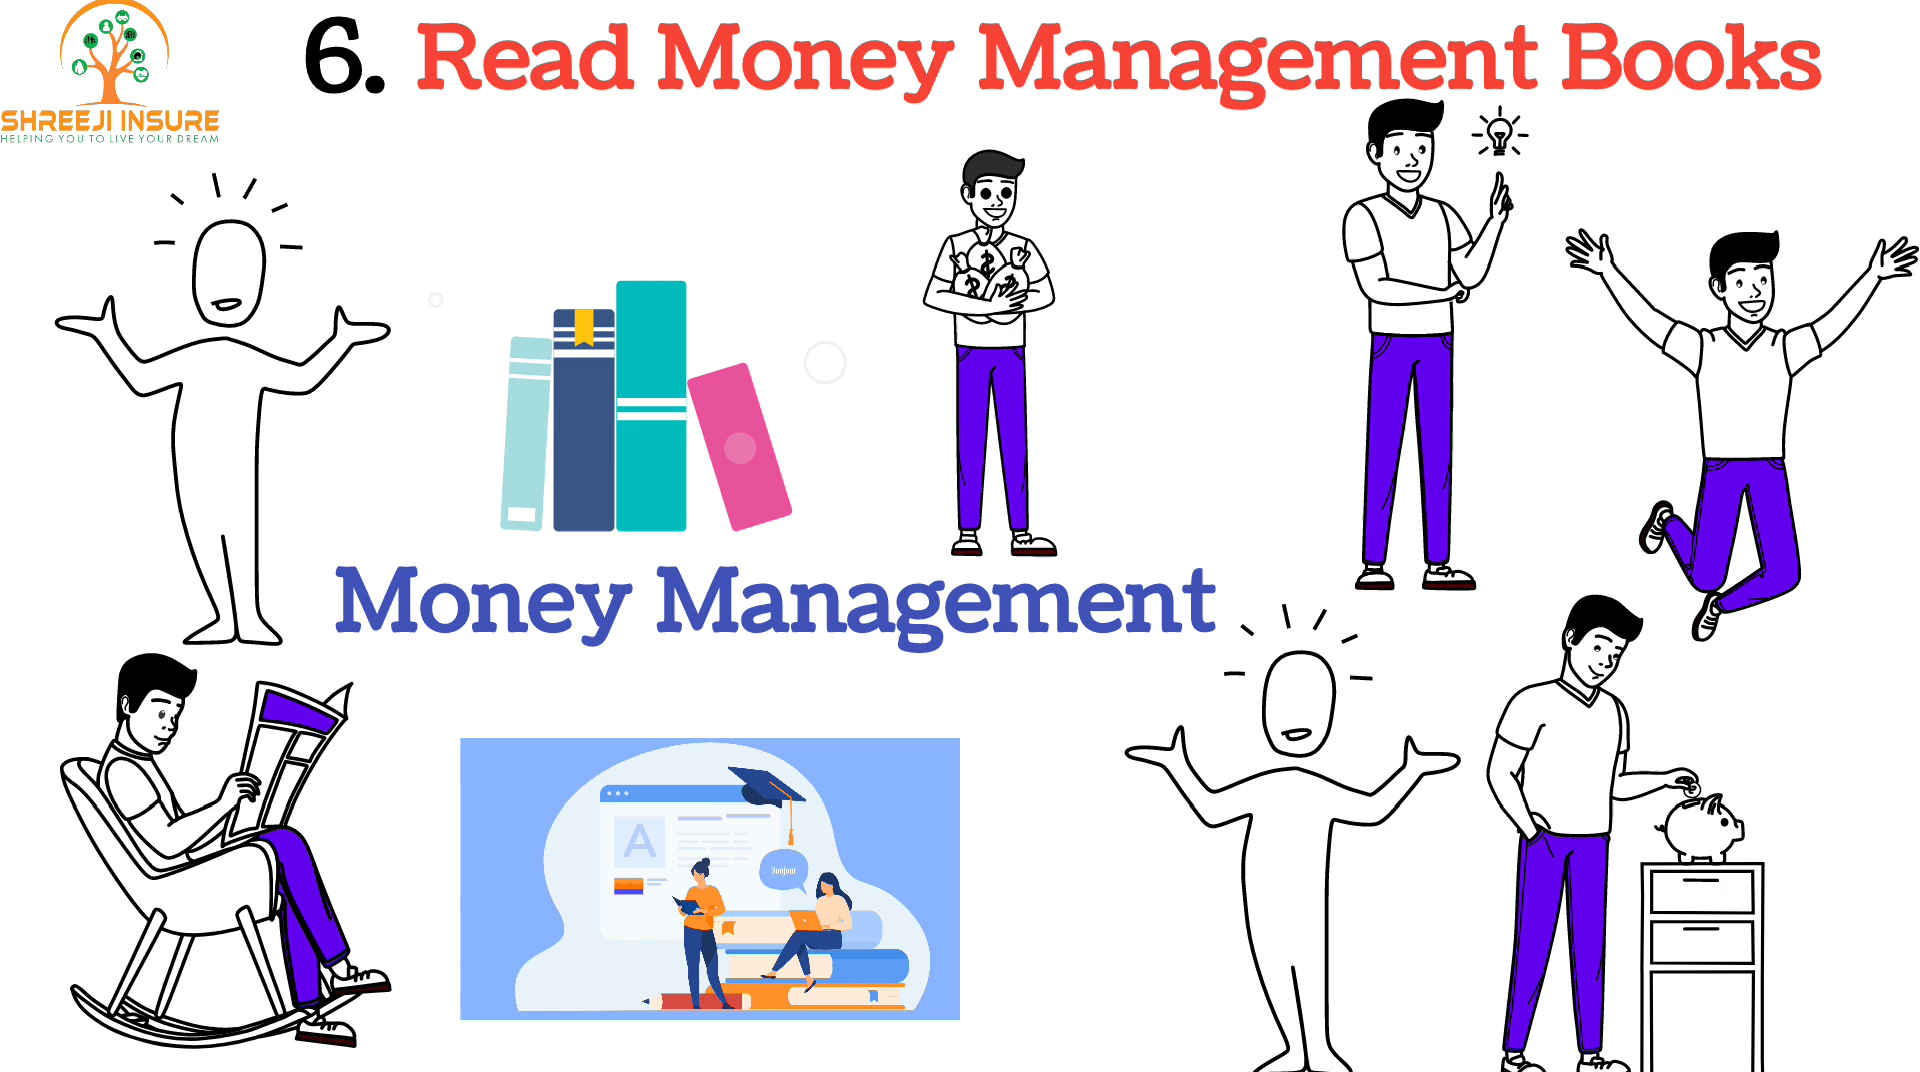 6. Read Money Management Books
SHREEJI INSURE
HELPING YOU TO LIVE YOUR DREAM
$
$
$
Money Management
A
Bonjour